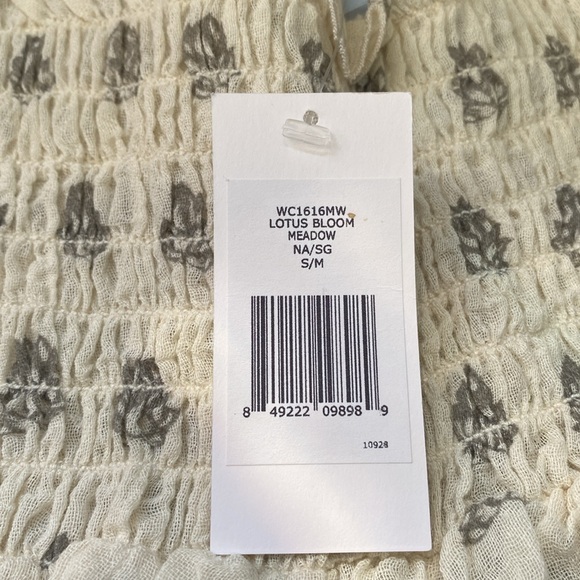 WC1616MW
LOTUS BLOOM
MEADOW
NA/SG
S/M
8 49222 09898 9
10928